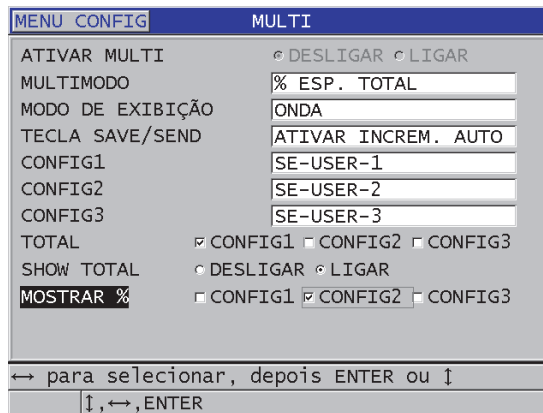 MENU CONFIG MULTI
ATIVAR MULTI DESLIGAR LIGAR
MULTIMODO % ESP. TOTAL
MODO DE EXIBIÇÃO ONDA
TECLA SAVE/SEND ATIVAR INCREM. AUTO
CONFIG1 SE-USER-1
CONFIG2 SE-USER-2
CONFIG3 SE-USER-3
TOTAL CONFIG1 CONFIG2 CONFIG3
SHOW TOTAL DESLIGAR LIGAR
MOSTRAR % CONFIG1 CONFIG2 CONFIG3
↔ para selecionar, depois ENTER ou ↕
↕,↔,ENTER